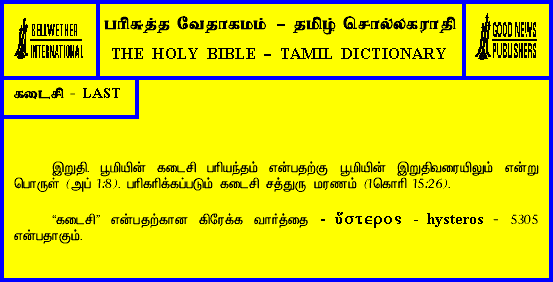 BELLWETHER
INTERNATIONAL
பரிசுத்த வேதாகமம் – தமிழ் சொல்லகராதி
THE HOLY BIBLE – TAMIL DICTIONARY
GOOD NEWS
PUBLISHERS
கடைசி - LAST
இறுதி. பூமியின் கடைசி பரியந்தம் என்பதற்கு பூமியின் இறுதிவரையிலும் என்று
பொருள் (அப் 1:8). பரிகரிக்கப்படும் கடைசி சத்துரு மரணம் (1கொரி 15:26).
“கடைசி” என்பதற்கான கிரேக்க வார்த்தை - ὕστερος - hysteros - 5305
என்பதாகும்.